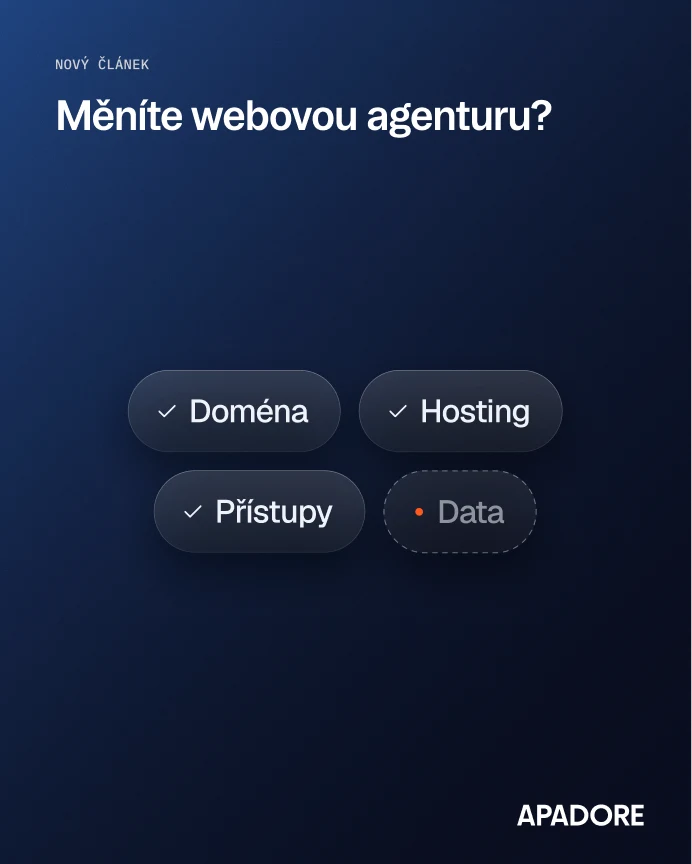 NOVÝ ČLÁNEK
Měníte webovou agenturu?
Doména
Hosting
Přístupy
Data
APADORE